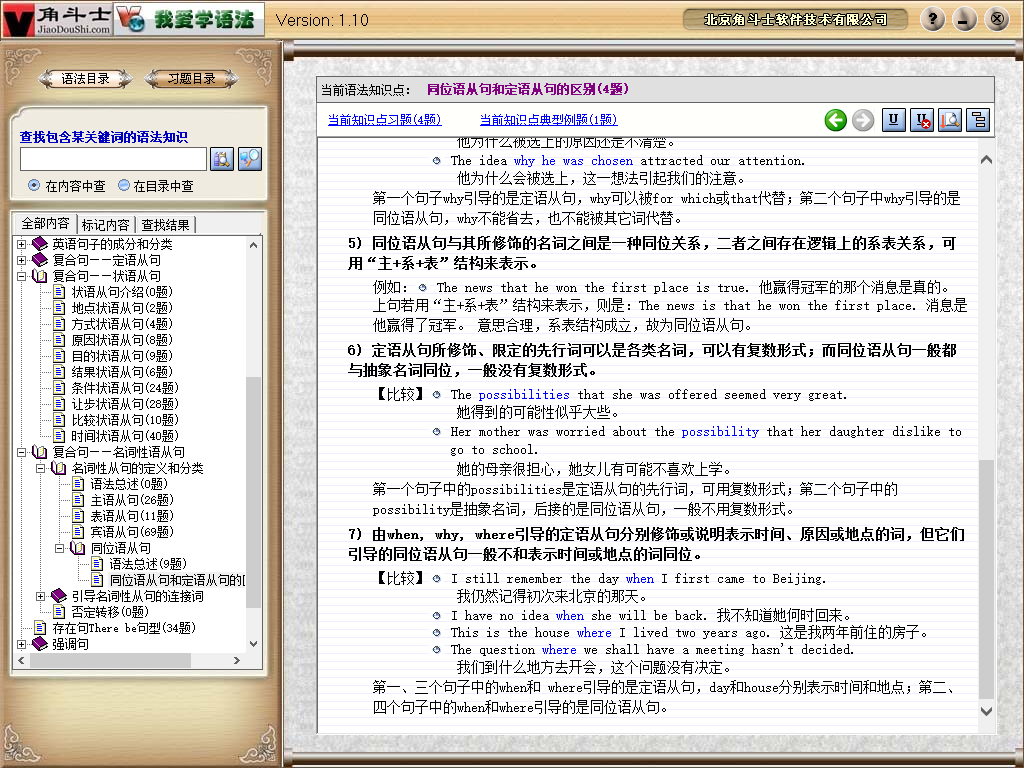 角斗士
JiaoDouShi.com
我爱学语法
Version: 1.10
北京角斗士软件技术有限公司
语法目录
习题目录
查找包含某关键词的语法知识
在内容中查
在目录中查
全部内容
标记内容
查找结果
英语句子的成分和分类
复合句——定语从句
复合句——状语从句
状语从句介绍(0题)
地点状语从句(2题)
方式状语从句(4题)
原因状语从句(8题)
目的状语从句(9题)
结果状语从句(6题)
条件状语从句(24题)
让步状语从句(28题)
比较状语从句(10题)
时间状语从句(40题)
复合句——名词性语从句
名词性从句的定义和分类
语法总述(0题)
主语从句(26题)
表语从句(11题)
宾语从句(69题)
同位语从句
语法总述(9题)
同位语从句和定语从句的[
引导名词性从句的连接词
否定转移(0题)
存在句There be句型(34题)
强调句
当前语法知识点： 同位语从句和定语从句的区别(4题)
当前知识点习题(4题)
当前知识点典型例题(1题)
他为什么被选上的原因还是不清楚。
The idea why he was chosen attracted our attention.
他为什么会被选上，这一想法引起我们的注意。
第一个句子why引导的是定语从句，why可以被for which或that代替；第二个句子中why引导的是
同位语从句，why不能省去，也不能被其它词代替。
5) 同位语从句与其所修饰的名词之间是一种同位关系，二者之间存在逻辑上的系表关系，可
用“主+系+表”结构来表示。
例如： The news that he won the first place is true. 他赢得冠军的那个消息是真的。
上句若用“主+系+表”结构来表示，则是：The news is that he won the first place. 消息是
他赢得了冠军。 意思合理，系表结构成立，故为同位语从句。
6) 定语从句所修饰、限定的先行词可以是各类名词，可以有复数形式；而同位语从句一般都
与抽象名词同位，一般没有复数形式。
【比较】 The possibilities that she was offered seemed very great.
她得到的可能性似乎大些。
Her mother was worried about the possibility that her daughter dislike to
go to school.
她的母亲很担心，她女儿有可能不喜欢上学。
第一个句子中的possibilities是定语从句的先行词，可用复数形式；第二个句子中的
possibility是抽象名词，后接的是同位语从句，一般不用复数形式。
7) 由when, why, where引导的定语从句分别修饰或说明表示时间、原因或地点的词，但它们
引导的同位语从句一般不和表示时间或地点的词同位。
【比较】 I still remember the day when I first came to Beijing.
我仍然记得初次来北京的那天。
I have no idea when she will be back. 我不知道她何时回来。
This is the house where I lived two years ago. 这是我两年前住的房子。
The question where we shall have a meeting hasn't decided.
我们到什么地方去开会，这个问题没有决定。
第一、三个句子中的when和 where引导的是定语从句，day和house分别表示时间和地点；第二、
四个句子中的when和where引导的是同位语从句。